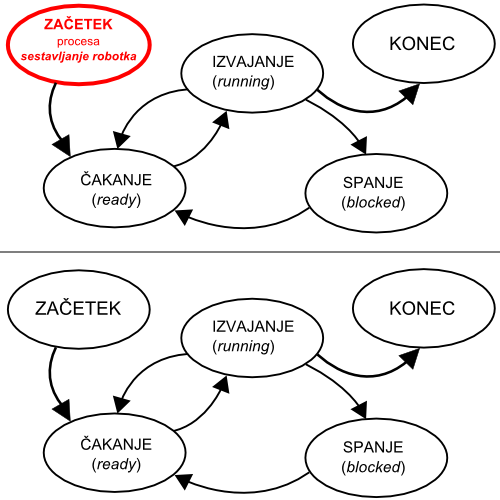 ZAČETEK
procesa
sestavljanje robotka
IZVAJANJE
(running)
KONEC
ČAKANJE
(ready)
SPANJE
(blocked)
ZAČETEK
IZVAJANJE
(running)
KONEC
ČAKANJE
(ready)
SPANJE
(blocked)